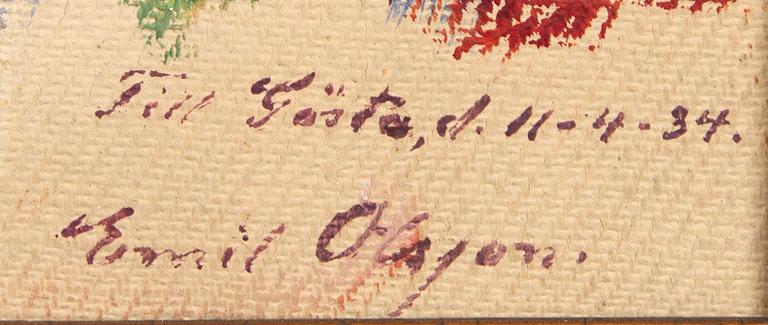 Till Gösta, d. 11-4-34.
Emil Olsson.